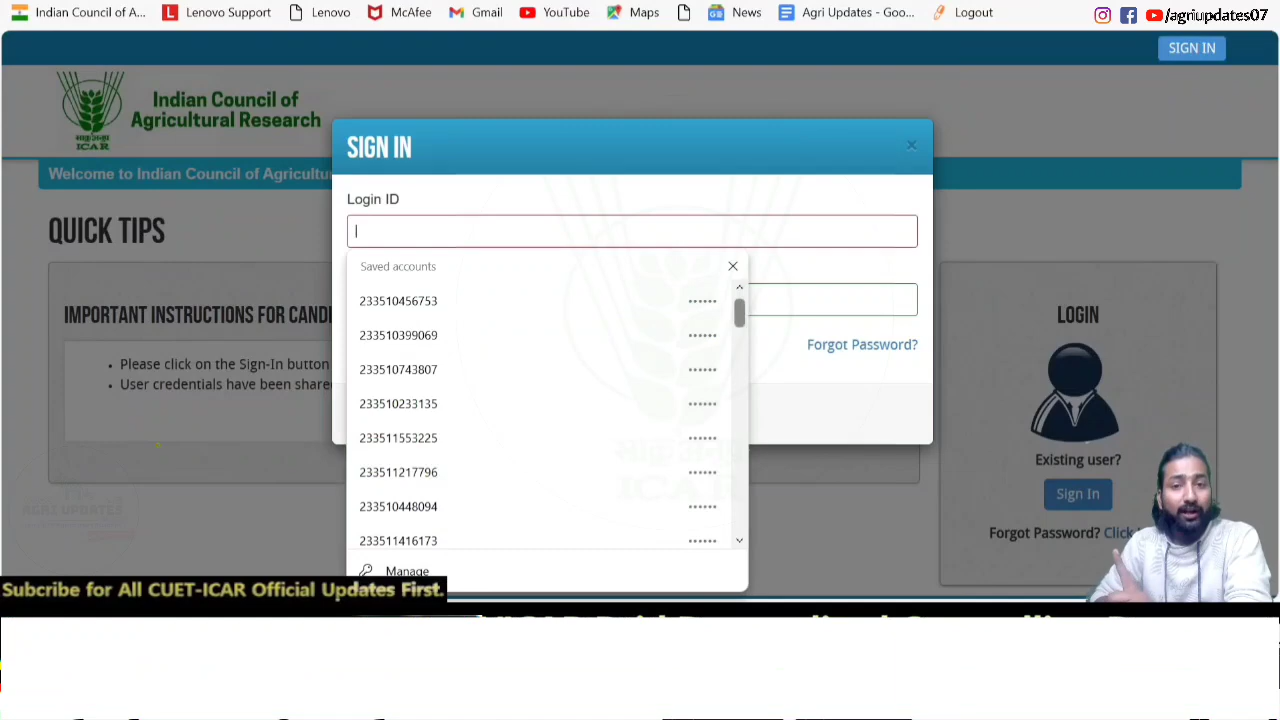 Indian Council of A...
Lenovo Support
Lenovo
McAfee
Gmail
YouTube
Maps
News
Agri Updates - Goo...
Logout
/agriupdates07
SIGN IN
Indian Council of
Agricultural Research
ICAR
Welcome to Indian Council of Agricultu
QUICK TIPS
IMPORTANT INSTRUCTIONS FOR CANDI
Please click on the Sign-In button
User credentials have been share
AGRI UPDATES
SIGN IN
Login ID
Saved accounts
233510456753
233510399069
233510743807
233510233135
233511553225
233511217796
233510448094
233511416173
Manage
Forgot Password?
ICAR
LOGIN
Existing user?
Sign In
Forgot Password? Click
Subcribe for All CUET-ICAR Official Updates First.